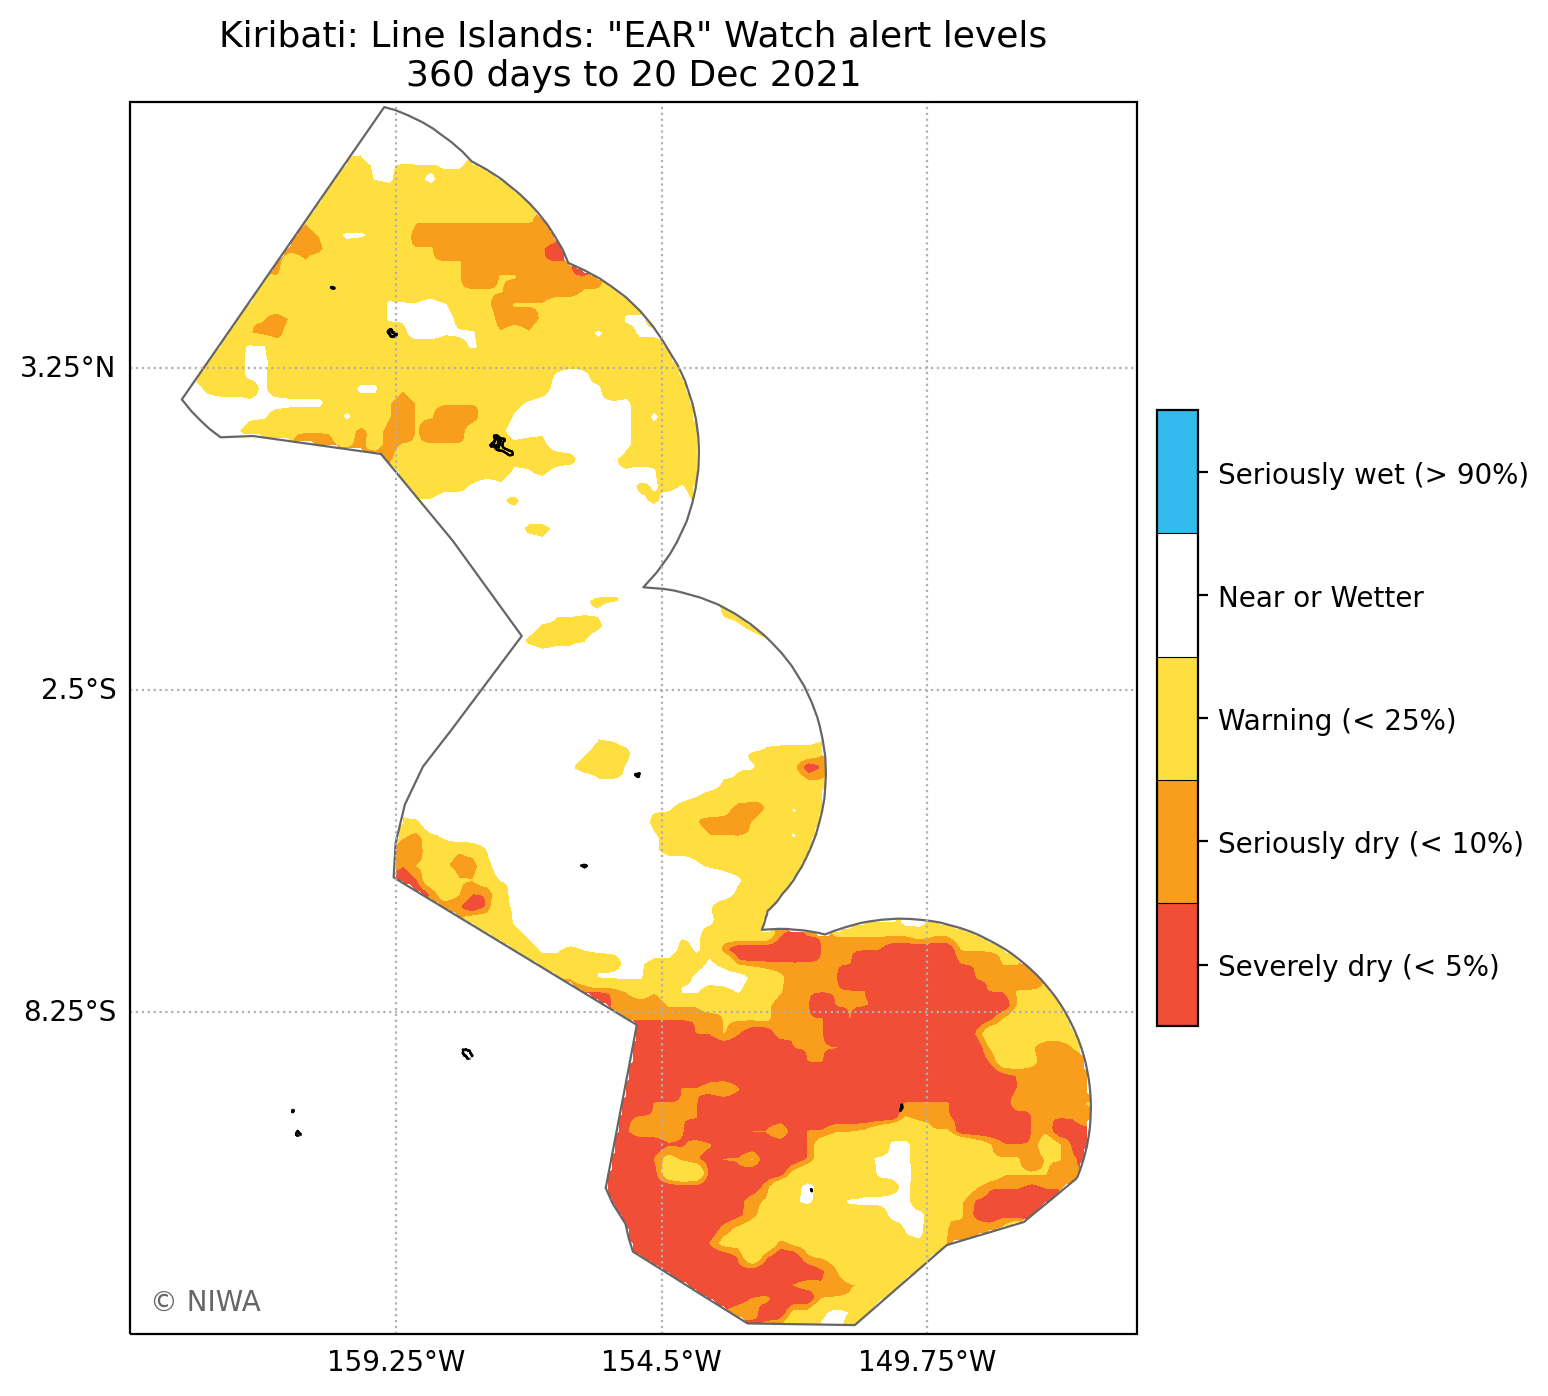 Kiribati: Line Islands: "EAR" Watch alert levels
360 days to 20 Dec 2021
3.25°N
2.5°S
8.25°S
159.25°W
154.5°W
149.75°W
Seriously wet (> 90%)
Near or Wetter
Warning (< 25%)
Seriously dry (< 10%)
Severely dry (< 5%)
© NIWA